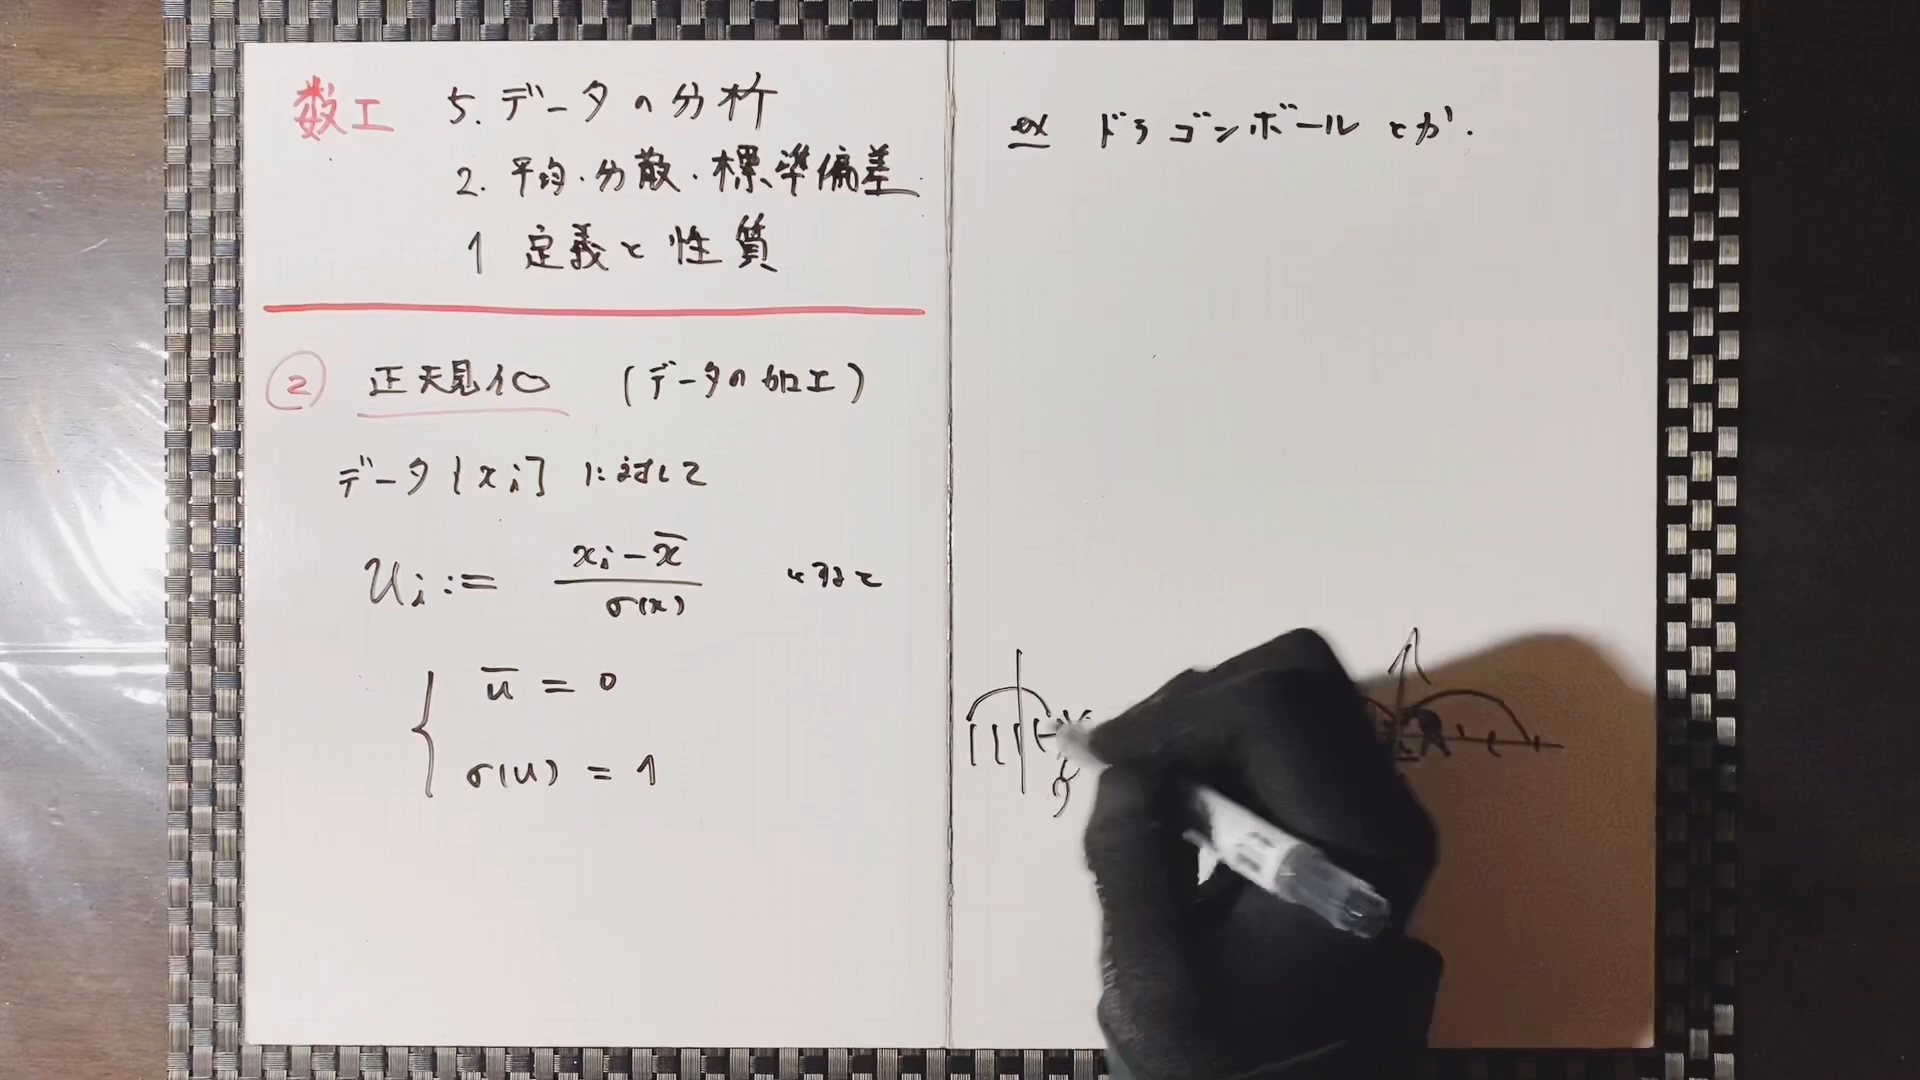 数I 5. データの分析
2. 平均・分散・標準偏差
1 定義と性質
② 正規化 (データの加工)
データ{xi}に対して
ui := (xi - x̄)/σ(x) とすると
ū = 0
σ(u) = 1
ex ドラゴンボールとか.